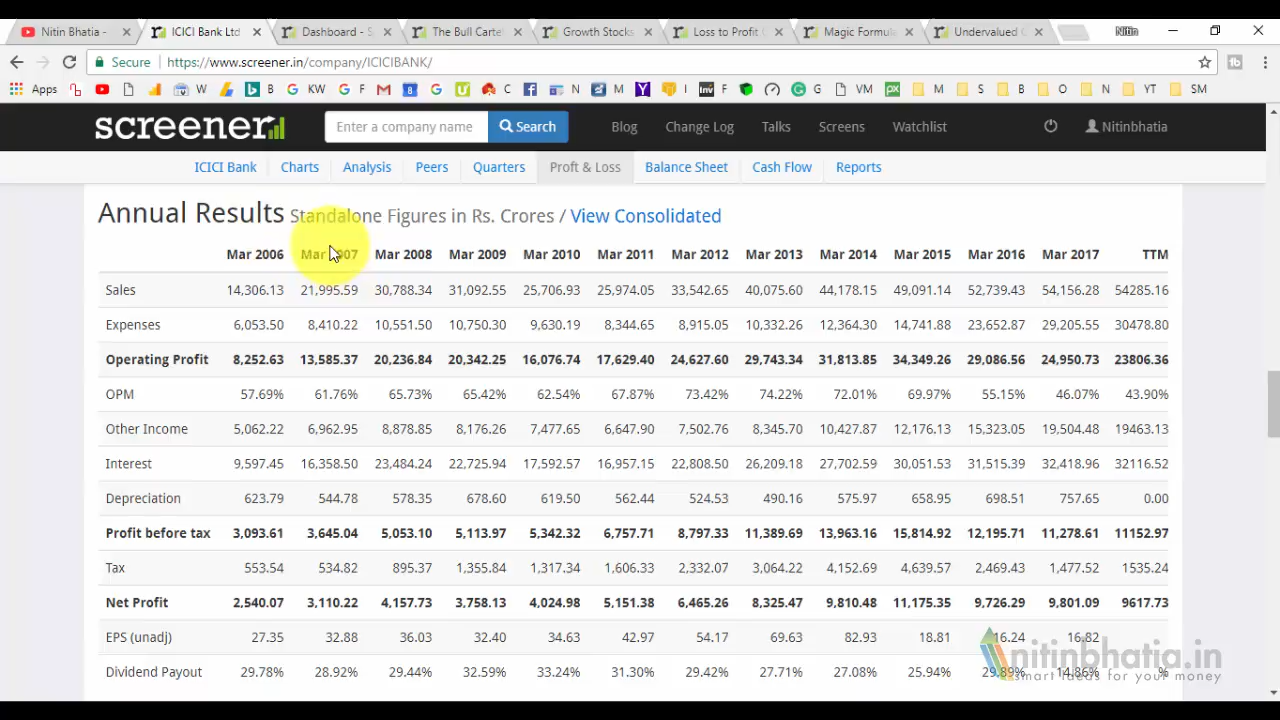 Nitin Bhatia - ICICI Bank Ltd Dashboard - S The Bull Carte Growth Stocks Loss to Profit Magic Formula Undervalued Nitin
Secure https://www.screener.in/company/ICICIBANK/
Apps B KW F C N M I F G VM M S B O N YT SM
screener Enter a company name Search Blog Change Log Talks Screens Watchlist Nitinbhatia
ICICI Bank Charts Analysis Peers Quarters Proft & Loss Balance Sheet Cash Flow Reports
Annual Results Standalone Figures in Rs. Crores / View Consolidated
Mar 2006 Mar 2007 Mar 2008 Mar 2009 Mar 2010 Mar 2011 Mar 2012 Mar 2013 Mar 2014 Mar 2015 Mar 2016 Mar 2017 TTM
Sales 14,306.13 21,995.59 30,788.34 31,092.55 25,706.93 25,974.05 33,542.65 40,075.60 44,178.15 49,091.14 52,739.43 54,156.28 54285.16
Expenses 6,053.50 8,410.22 10,551.50 10,750.30 9,630.19 8,344.65 8,915.05 10,332.26 12,364.30 14,741.88 23,652.87 29,205.55 30478.80
Operating Profit 8,252.63 13,585.37 20,236.84 20,342.25 16,076.74 17,629.40 24,627.60 29,743.34 31,813.85 34,349.26 29,086.56 24,950.73 23806.36
OPM 57.69% 61.76% 65.73% 65.42% 62.54% 67.87% 73.42% 74.22% 72.01% 69.97% 55.15% 46.07% 43.90%
Other Income 5,062.22 6,962.95 8,878.85 8,176.26 7,477.65 6,647.90 7,502.76 8,345.70 10,427.87 12,176.13 15,323.05 19,504.48 19463.13
Interest 9,597.45 16,358.50 23,484.24 22,725.94 17,592.57 16,957.15 22,808.50 26,209.18 27,702.59 30,051.53 31,515.39 32,418.96 32116.52
Depreciation 623.79 544.78 578.35 678.60 619.50 562.44 524.53 490.16 575.97 658.95 698.51 757.65 0.00
Profit before tax 3,093.61 3,645.04 5,053.10 5,113.97 5,342.32 6,757.71 8,797.33 11,389.69 13,963.16 15,814.92 12,195.71 11,278.61 11152.97
Tax 553.54 534.82 895.37 1,355.84 1,317.34 1,606.33 2,332.07 3,064.22 4,152.69 4,639.57 2,469.43 1,477.52 1535.24
Net Profit 2,540.07 3,110.22 4,157.73 3,758.13 4,024.98 5,151.38 6,465.26 8,325.47 9,810.48 11,175.35 9,726.29 9,801.09 9617.73
EPS (unadj) 27.35 32.88 36.03 32.40 34.63 42.97 54.17 69.63 82.93 18.81 16.24 16.82
Dividend Payout 29.78% 28.92% 29.44% 32.59% 33.24% 31.30% 29.42% 27.71% 27.08% 25.94% 29.89% 14.86% %
nitinbhatia.in
smart ideas for your money